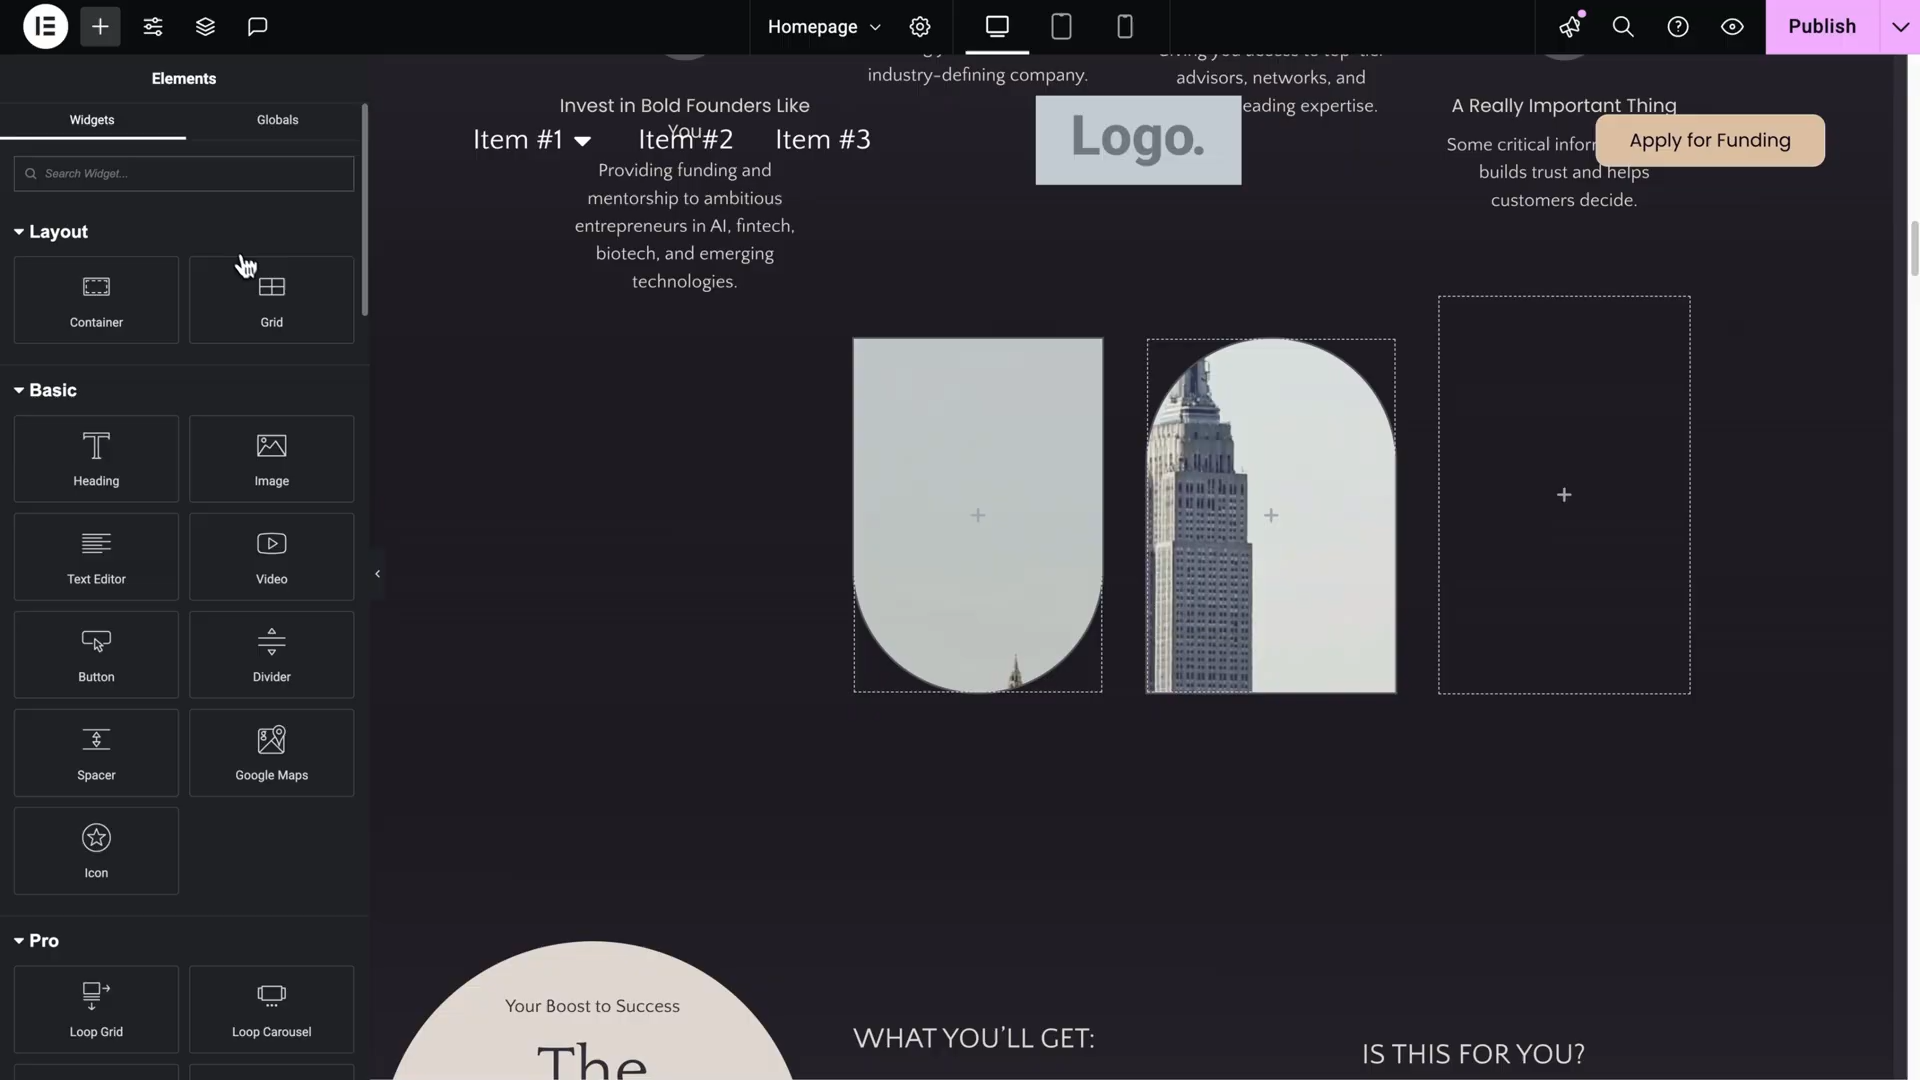 Homepage
Publish
Elements
Widgets
Globals
Search Widget...
Layout
Container
Grid
Basic
Heading
Image
Text Editor
Video
Button
Divider
Spacer
Google Maps
Icon
Pro
Loop Grid
Loop Carousel
industry-defining company.
advisors, networks, and
eading expertise.
Invest in Bold Founders Like
You
Providing funding and
mentorship to ambitious
entrepreneurs in AI, fintech,
biotech, and emerging
technologies.
Item #1
Item #2
Item #3
Logo.
A Really Important Thing
Some critical infor
builds trust and helps
customers decide.
Apply for Funding
Your Boost to Success
The
WHAT YOU'LL GET:
IS THIS FOR YOU?